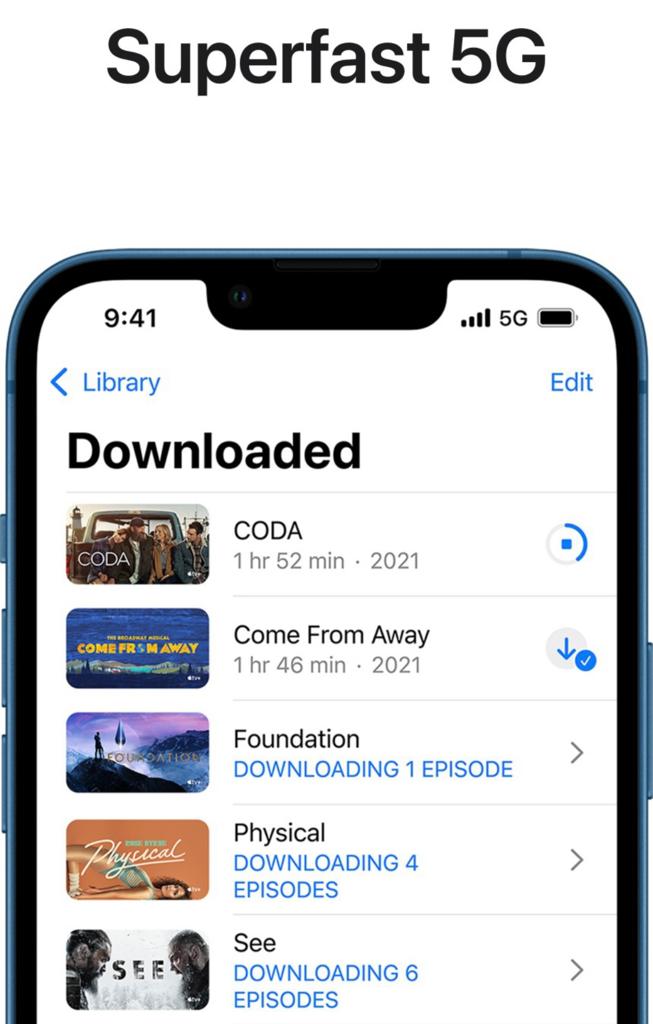 Superfast 5G
9:41
5G
Library
Edit
Downloaded
CODA
CODA
1 hr 52 min · 2021
THE BROADWAY MUSICAL
COME FROM AWAY
Come From Away
1 hr 46 min · 2021
FOUNDATION
Foundation
DOWNLOADING 1 EPISODE
ROSE BYRNE
Physical
Physical
DOWNLOADING 4
EPISODES
SEE
See
DOWNLOADING 6
EPISODES